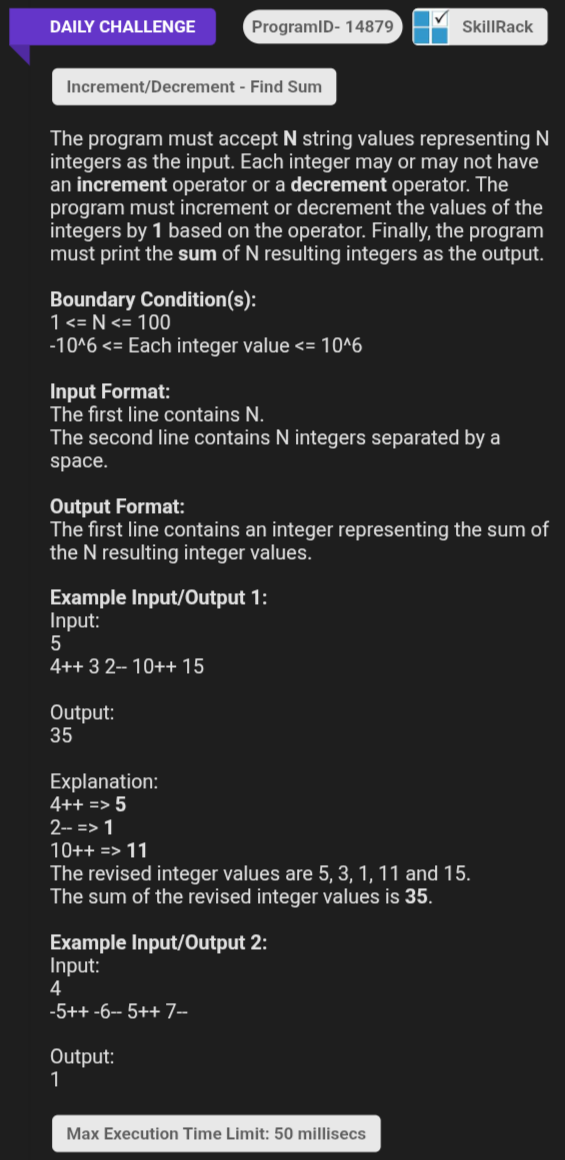 DAILY CHALLENGE
ProgramID- 14879
SkillRack
Increment/Decrement - Find Sum
The program must accept N string values representing N
integers as the input. Each integer may or may not have
an increment operator or a decrement operator. The
program must increment or decrement the values of the
integers by 1 based on the operator. Finally, the program
must print the sum of N resulting integers as the output.
Boundary Condition(s):
1 <= N <= 100
-10^6 <= Each integer value <= 10^6
Input Format:
The first line contains N.
The second line contains N integers separated by a
space.
Output Format:
The first line contains an integer representing the sum of
the N resulting integer values.
Example Input/Output 1:
Input:
5
4++ 3 2-- 10++ 15
Output:
35
Explanation:
4++ => 5
2-- => 1
10++ => 11
The revised integer values are 5, 3, 1, 11 and 15.
The sum of the revised integer values is 35.
Example Input/Output 2:
Input:
4
-5++ -6-- 5++ 7--
Output:
1
Max Execution Time Limit: 50 millisecs